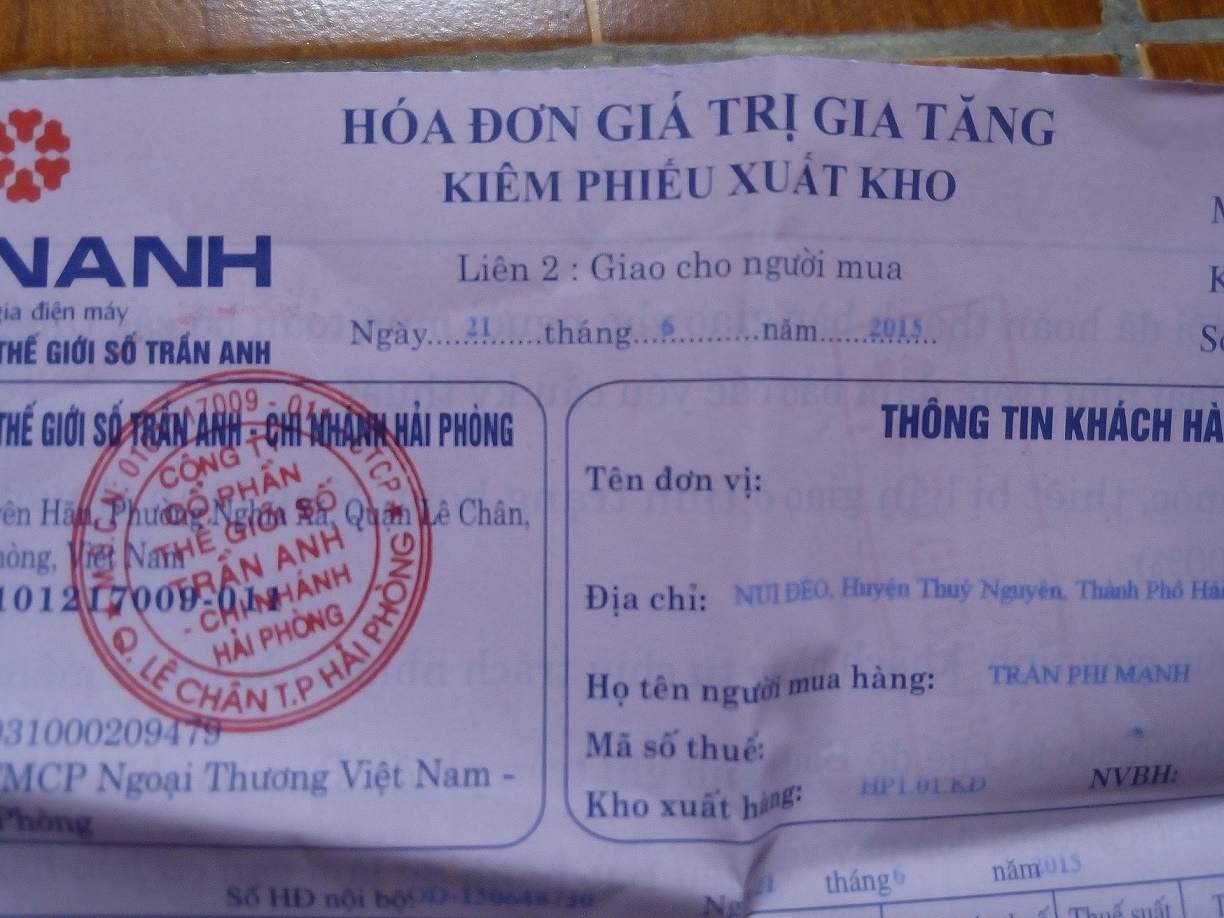 HÓA ĐƠN GIÁ TRỊ GIA TĂNG
KIÊM PHIẾU XUẤT KHO
NANH
gia điện máy
THẾ GIỚI SỐ TRẦN ANH
Liên 2 : Giao cho người mua
Ngày......21.......tháng....6..........năm......2015.....
THẾ GIỚI SỐ TRẦN ANH - CHI NHÁNH HẢI PHÒNG
Phường Nghĩa Xá, Quận Lê Chân,
Việt Nam
101217009-011
CÔNG TY
CỔ PHẦN
THẾ GIỚI SỐ
TRẦN ANH
- CHI NHÁNH
HẢI PHÒNG
Q. LÊ CHÂN T.P HẢI PHÒNG
031000209479
TMCP Ngoại Thương Việt Nam -
Phòng
THÔNG TIN KHÁCH HÀ
Tên đơn vị:
Địa chỉ: NÚI ĐÈO, Huyện Thuỷ Nguyên, Thành Phố Hải
Họ tên người mua hàng: TRẦN PHI MẠNH
Mã số thuế:
Kho xuất hàng: HP1.01.KD NVBH:
Số HĐ nội bộ
21 tháng 6 năm 2015
Thuế suất